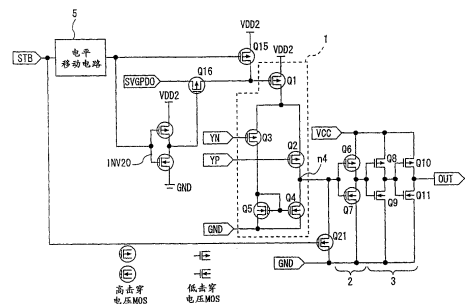 5
1
STB
电平
移动电路
VDD2
Q15
VDD2
SVGPDO
Q16
Q1
VDD2
INV20
GND
YN
Q3
YP
Q2
n4
Q5
Q4
GND
VCC
Q6
Q7
Q8
Q9
Q10
Q11
OUT
Q21
GND
2
3
高击穿
电压MOS
低击穿
电压MOS